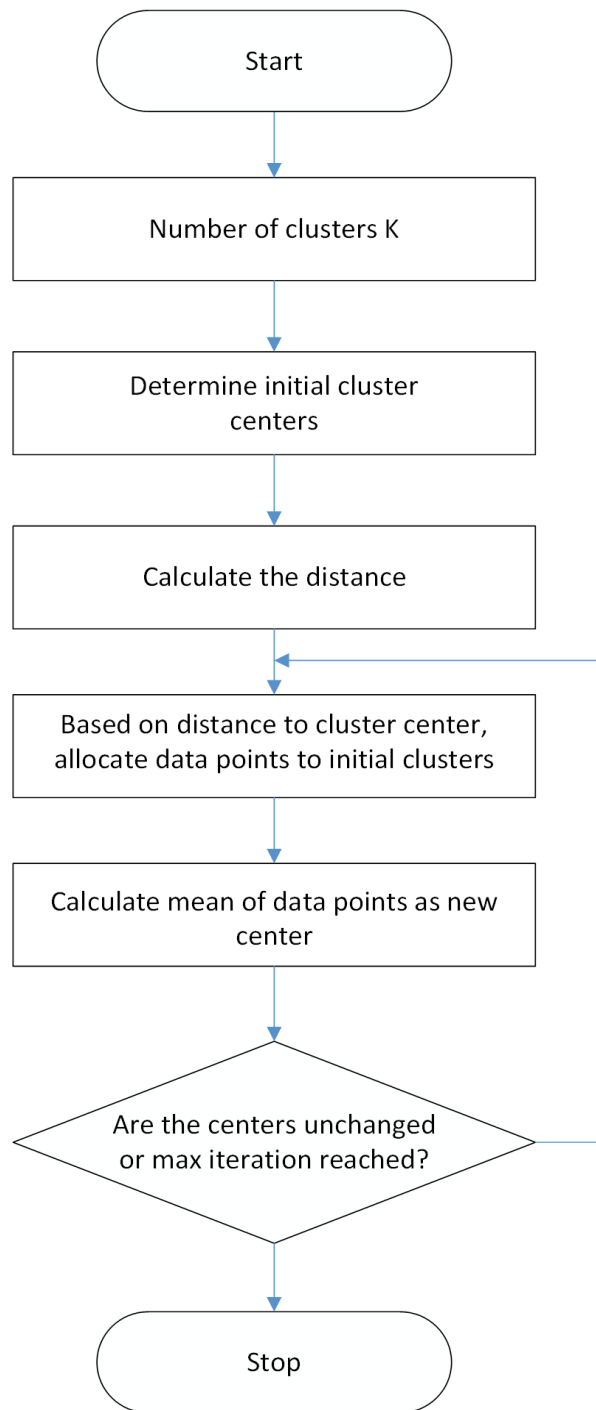 Start
Number of clusters K
Determine initial cluster
centers
Calculate the distance
Based on distance to cluster center,
allocate data points to initial clusters
Calculate mean of data points as new
center
Are the centers unchanged
or max iteration reached?
Stop